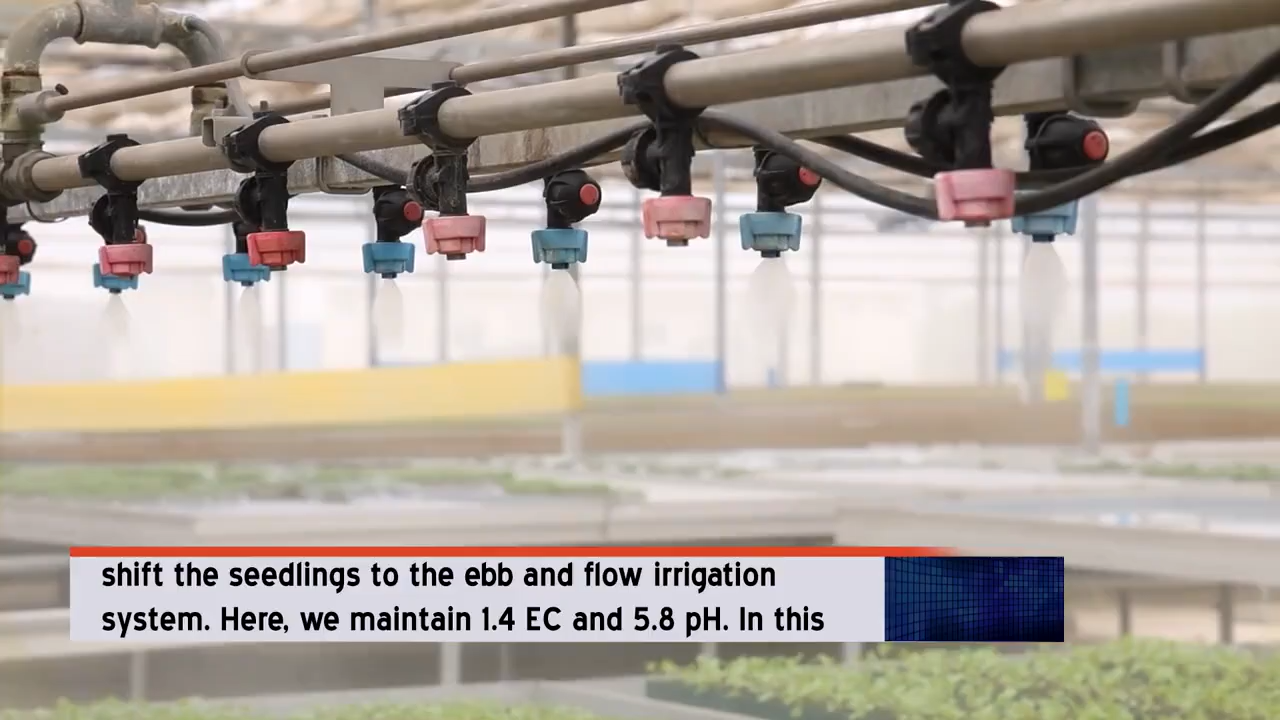 shift the seedlings to the ebb and flow irrigation
system. Here, we maintain 1.4 EC and 5.8 pH. In this